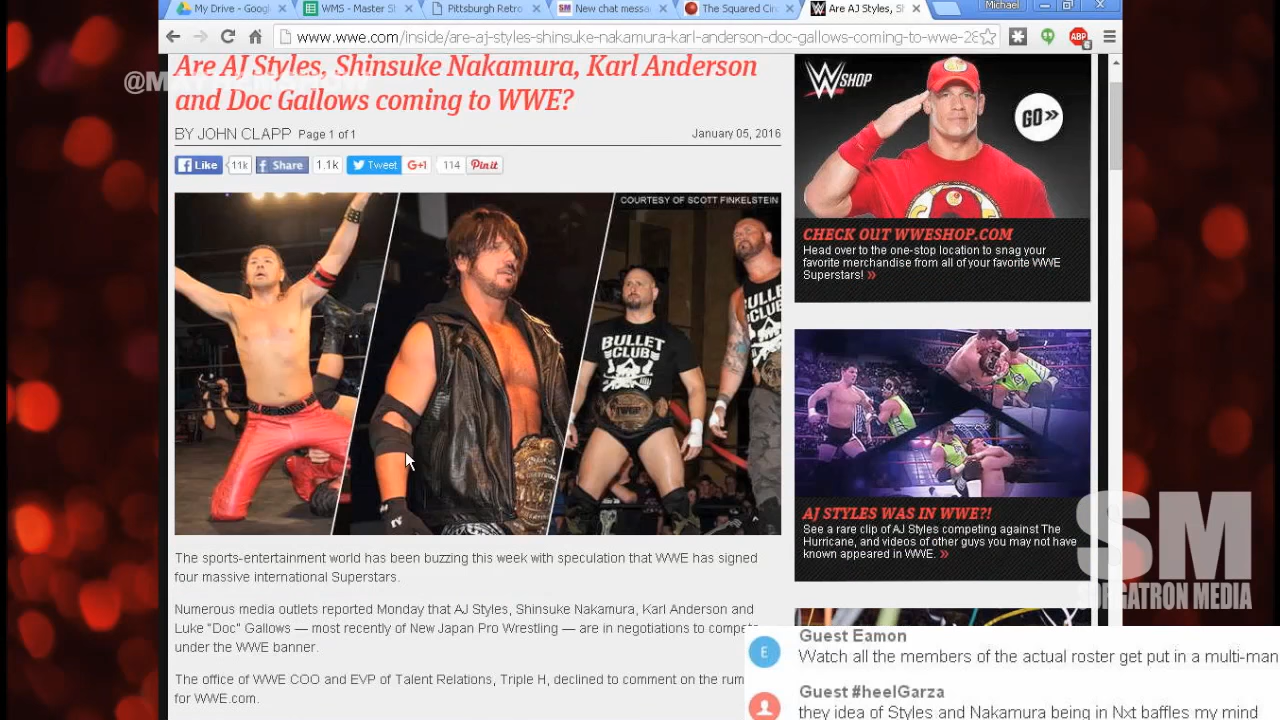 My Drive - Googl
WMS - Master S
Pittsburgh Retro
New chat messa
The Squared Cir
Are AJ Styles, Sh
Michael
www.wwe.com/inside/are-aj-styles-shinsuke-nakamura-karl-anderson-doc-gallows-coming-to-wwe-28
ABP
6
Are AJ Styles, Shinsuke Nakamura, Karl Anderson
and Doc Gallows coming to WWE?
BY JOHN CLAPP Page 1 of 1
January 05, 2016
Like 11k Share 1.1k Tweet G+1 114 Pin it
COURTESY OF SCOTT FINKELSTEIN
BULLET
CLUB
BULL
CLU
The sports-entertainment world has been buzzing this week with speculation that WWE has signed
four massive international Superstars.
Numerous media outlets reported Monday that AJ Styles, Shinsuke Nakamura, Karl Anderson and
Luke "Doc" Gallows — most recently of New Japan Pro Wrestling — are in negotiations to compete
under the WWE banner.
The office of WWE COO and EVP of Talent Relations, Triple H, declined to comment on the rum
for WWE.com.
W SHOP
GO»
CHECK OUT WWESHOP.COM
Head over to the one-stop location to snag your
favorite merchandise from all of your favorite WWE
Superstars! »
AJ STYLES WAS IN WWE?!
See a rare clip of AJ Styles competing against The
Hurricane, and videos of other guys you may not have
known appeared in WWE. »
SM
SORGATRON MEDIA
E
Guest Eamon
Watch all the members of the actual roster get put in a multi-man
Guest #heelGarza
they idea of Styles and Nakamura being in Nxt baffles my mind